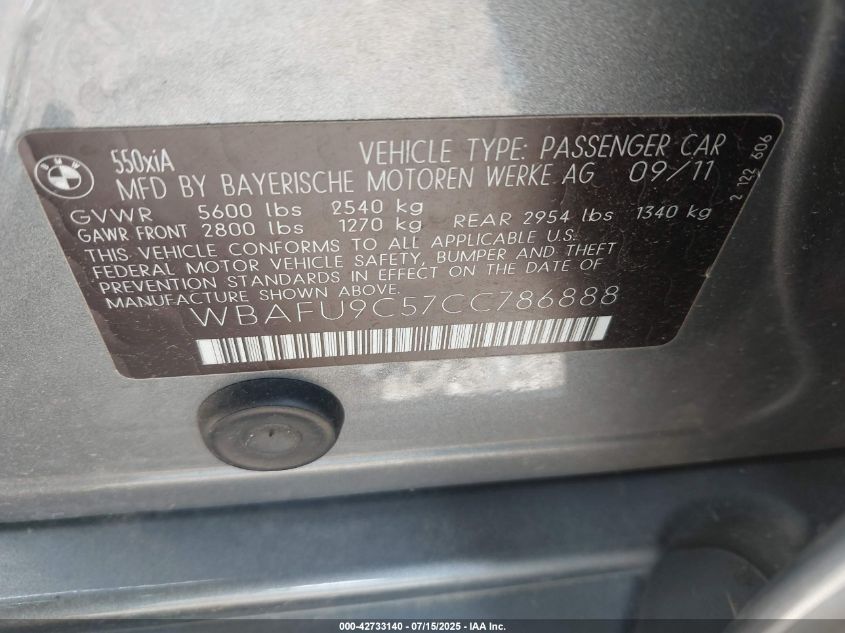 BMW
550xiA VEHICLE TYPE: PASSENGER CAR
MFD BY BAYERISCHE MOTOREN WERKE AG 09/11
GVWR 5600 lbs 2540 kg
GAWR FRONT 2800 lbs 1270 kg REAR 2954 lbs 1340 kg
THIS VEHICLE CONFORMS TO ALL APPLICABLE U.S.
FEDERAL MOTOR VEHICLE SAFETY, BUMPER AND THEFT
PREVENTION STANDARDS IN EFFECT ON THE DATE OF
MANUFACTURE SHOWN ABOVE.
WBAFU9C57CC786888
2 122 606
000-42733140 - 07/15/2025 - IAA Inc.